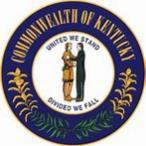 COMMONWEALTH OF KENTUCKY
UNITED WE STAND
DIVIDED WE FALL